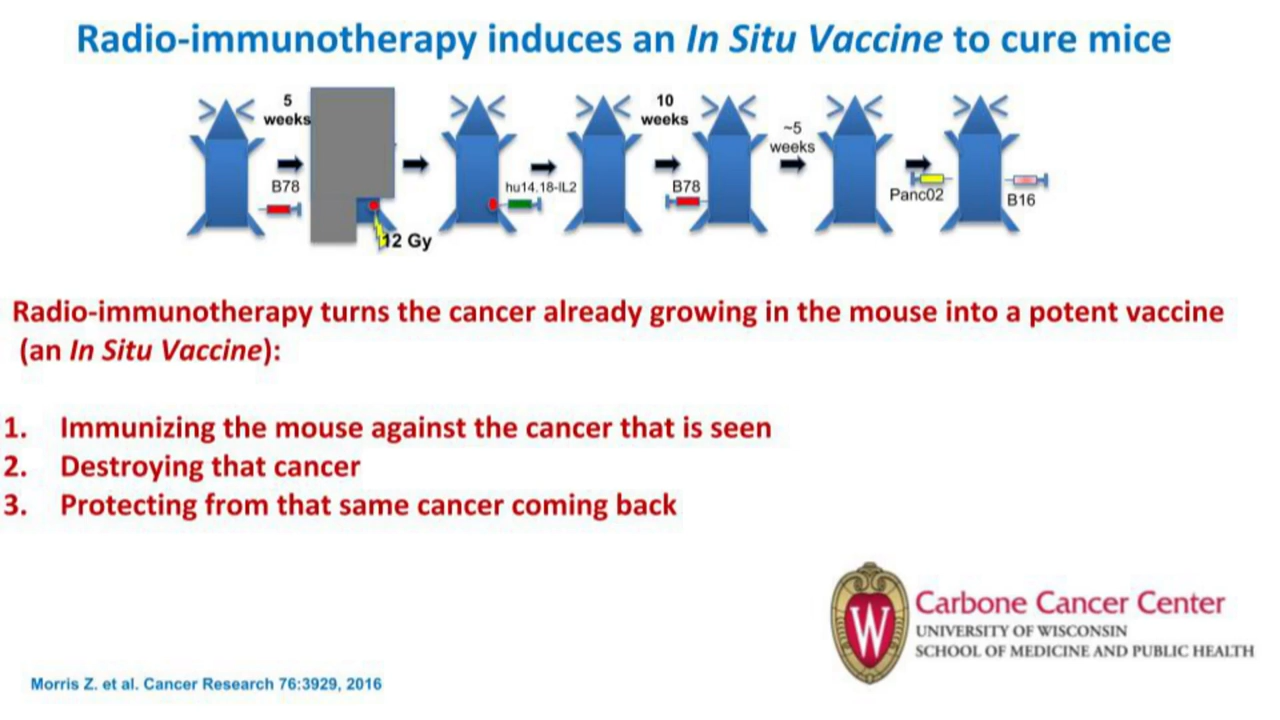 Radio-immunotherapy induces an In Situ Vaccine to cure mice
5
weeks
B78
12 Gy
hu14.18-IL2
10
weeks
B78
~5
weeks
Panc02
B16
Radio-immunotherapy turns the cancer already growing in the mouse into a potent vaccine
(an In Situ Vaccine):
1. Immunizing the mouse against the cancer that is seen
2. Destroying that cancer
3. Protecting from that same cancer coming back
W
Carbone Cancer Center
UNIVERSITY OF WISCONSIN
SCHOOL OF MEDICINE AND PUBLIC HEALTH
Morris Z. et al. Cancer Research 76:3929, 2016